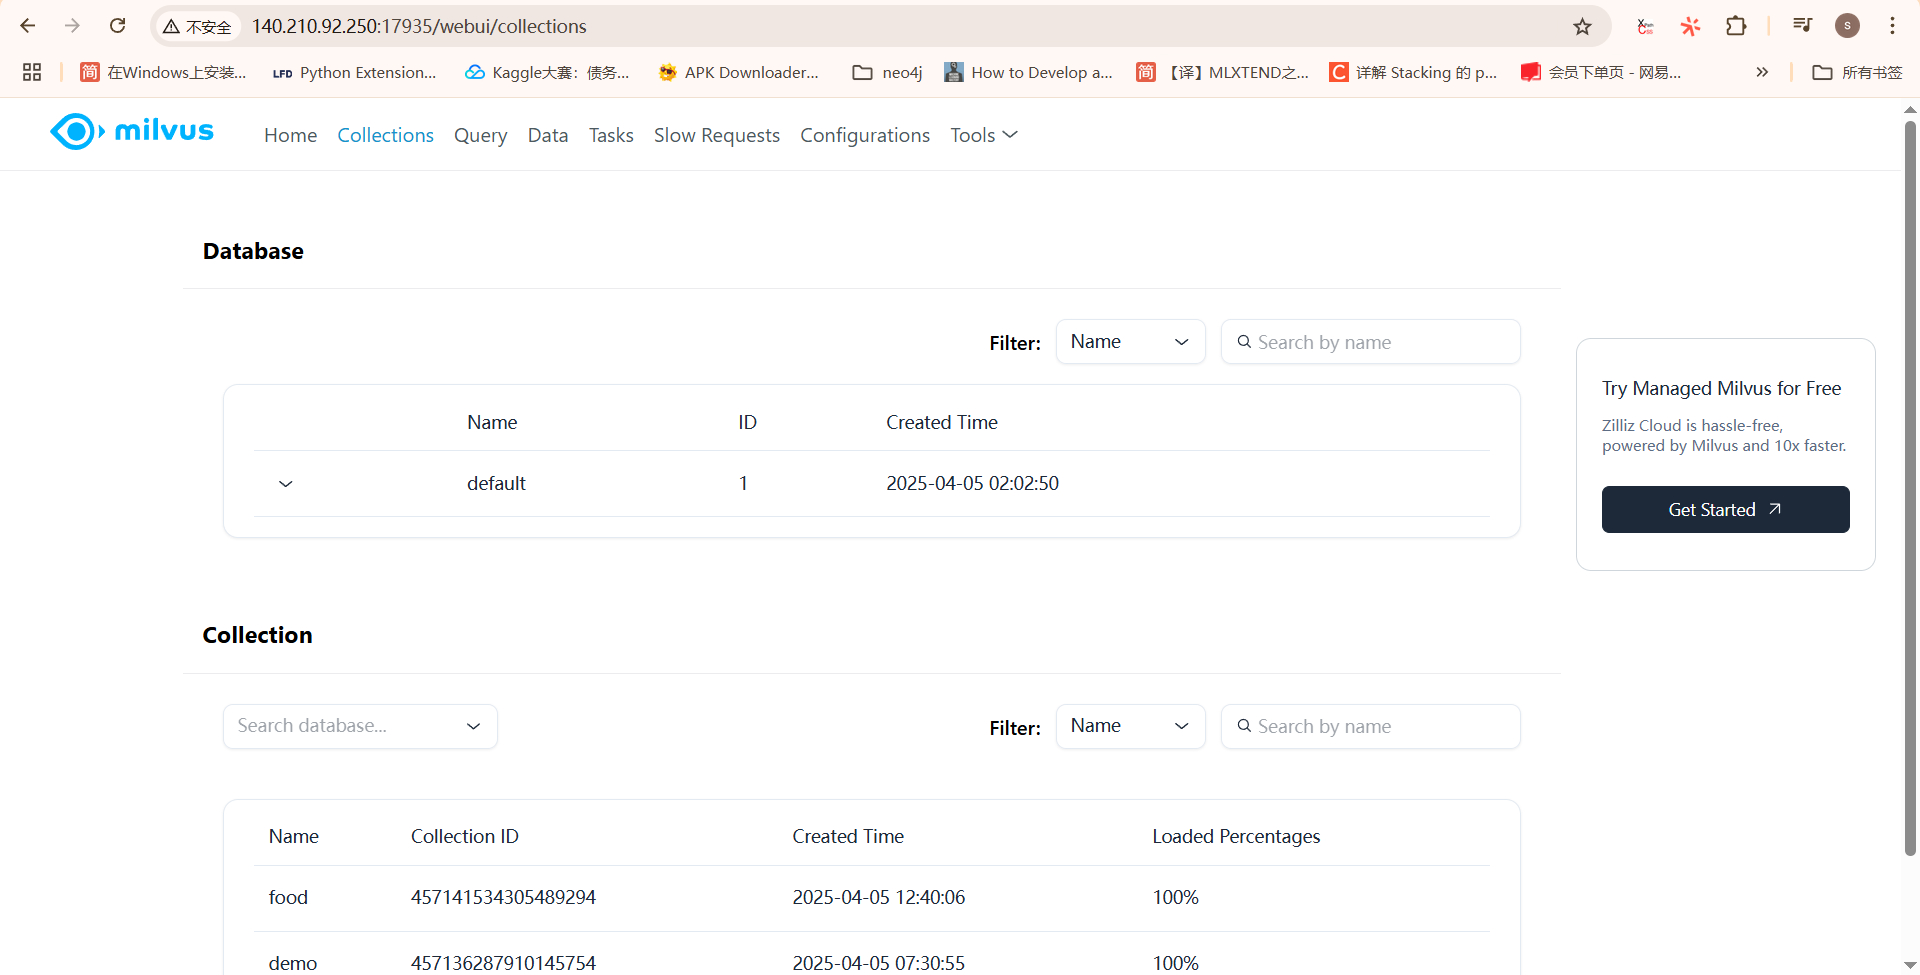 不安全 140.210.92.250:17935/webui/collections s
简 在Windows上安装... LFD Python Extension... Kaggle大赛：债务... APK Downloader... neo4j How to Develop a... 简 【译】MLXTEND之... C 详解 Stacking 的 p... 会员下单页 - 网易... » 所有书签
milvus Home Collections Query Data Tasks Slow Requests Configurations Tools
Database
Filter: Name Search by name
Name ID Created Time
default 1 2025-04-05 02:02:50
Try Managed Milvus for Free
Zilliz Cloud is hassle-free,
powered by Milvus and 10x faster.
Get Started
Collection
Search database... Filter: Name Search by name
Name Collection ID Created Time Loaded Percentages
food 457141534305489294 2025-04-05 12:40:06 100%
demo 457136287910145754 2025-04-05 07:30:55 100%